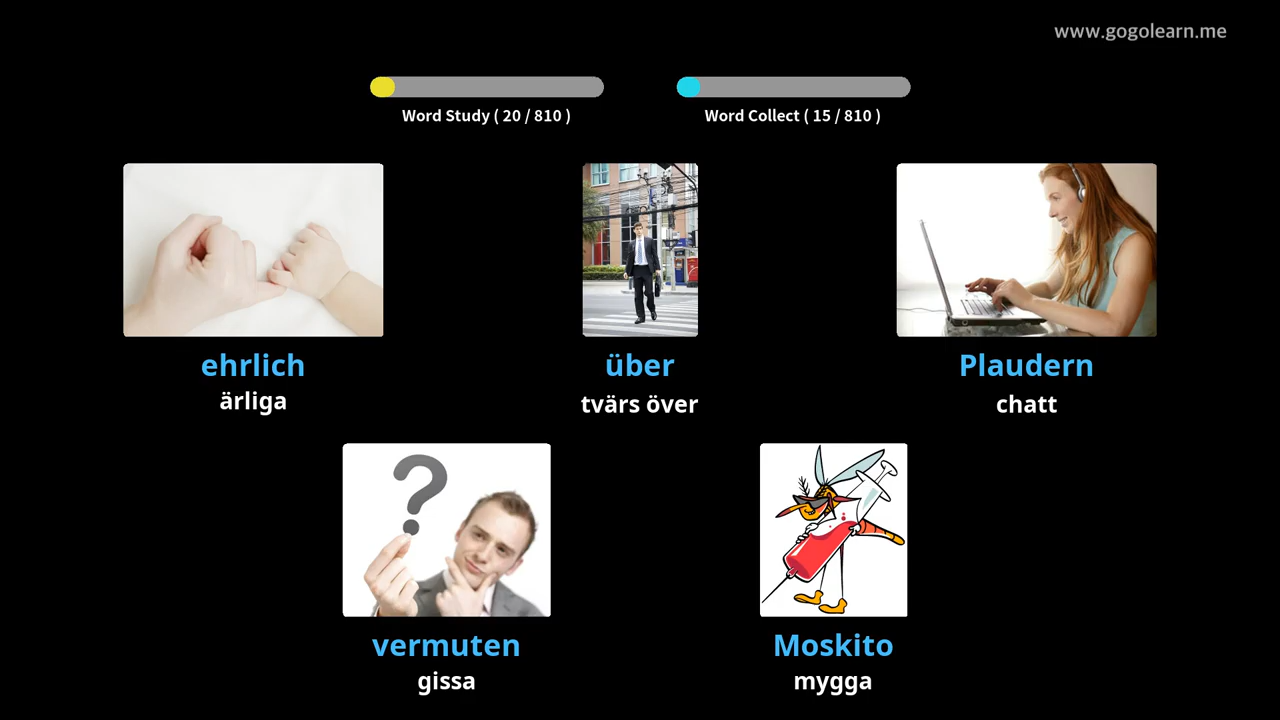 www.gogolearn.me
Word Study ( 20 / 810 )
Word Collect ( 15 / 810 )
ehrlich
ärliga
über
tvärs över
Plaudern
chatt
vermuten
gissa
Moskito
mygga